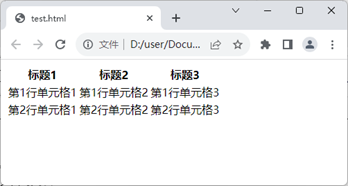 test.html
文件 D:/user/Docu...
标题1 标题2 标题3
第1行单元格1 第1行单元格2 第1行单元格3
第2行单元格1 第2行单元格2 第2行单元格3